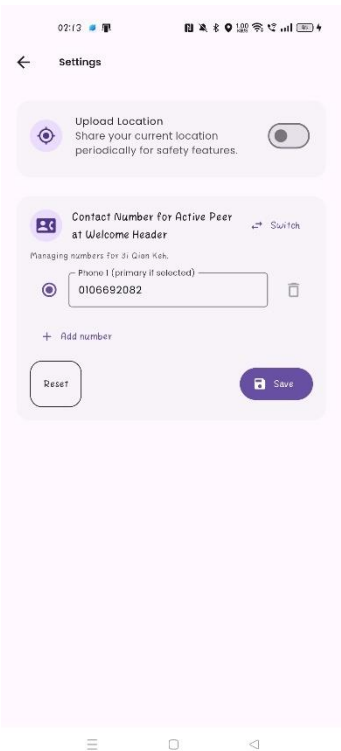 02:13
Settings
Upload Location
Share your current location
periodically for safety features.
Contact Number for Active Peer
at Welcome Header
Switch
Managing numbers for Ji Qian Keh.
Phone 1 (primary if selected)
0106692082
+ Add number
Reset
Save